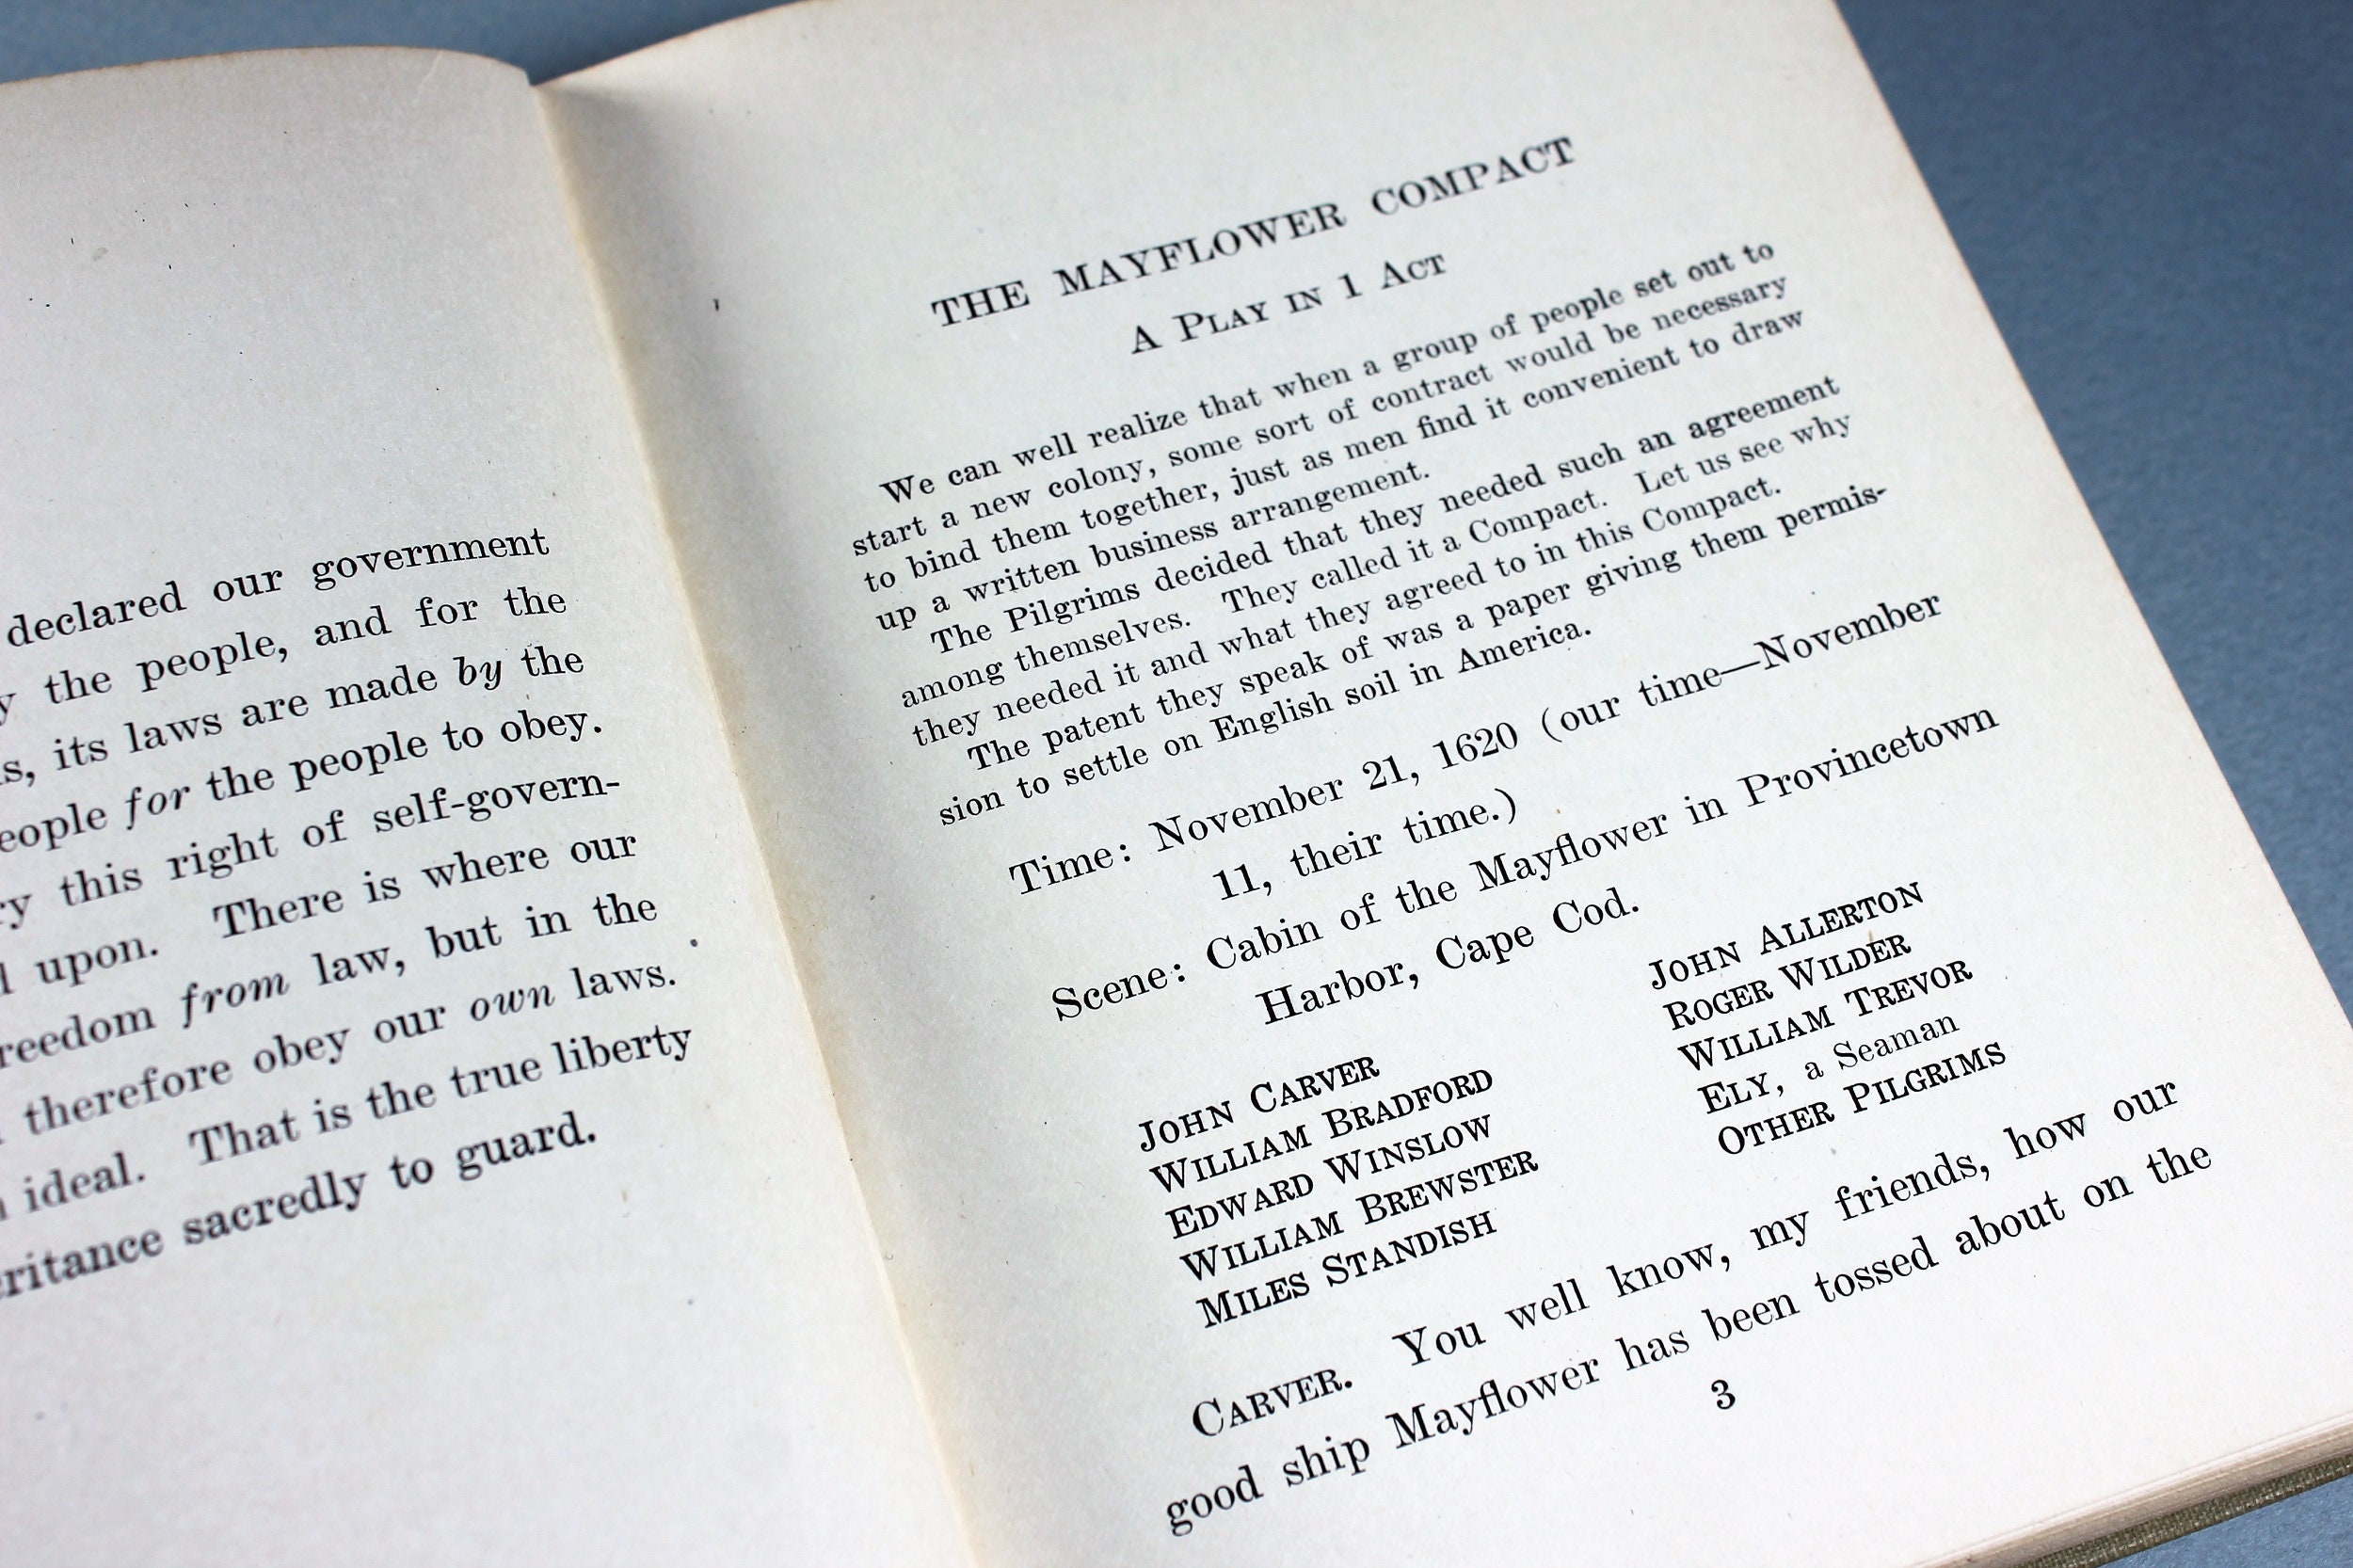 declared our government
the people, and for the
its laws are made by the
for the people to obey.
this right of self-govern-
upon. There is where our
from law, but in the
therefore obey our own laws.
ideal. That is the true liberty
sacredly to guard.
THE MAYFLOWER COMPACT
A PLAY IN 1 ACT
We can well realize that when a group of people set out to
start a new colony, some sort of contract would be necessary
to bind them together, just as men find it convenient to draw
up a written business arrangement.
The Pilgrims decided that they needed such an agreement
among themselves. They called it a Compact. Let us see why
they needed it and what they agreed to in this Compact.
The patent they speak of was a paper giving them permis-
sion to settle on English soil in America.
Time: November 21, 1620 (our time—November
11, their time.)
Scene: Cabin of the Mayflower in Provincetown
Harbor, Cape Cod.
JOHN CARVER
WILLIAM BRADFORD
EDWARD WINSLOW
WILLIAM BREWSTER
MILES STANDISH
JOHN ALLERTON
ROGER WILDER
WILLIAM TREVOR
ELY, a Seaman
OTHER PILGRIMS
CARVER. You well know, my friends, how our
good ship Mayflower has been tossed about on the
3